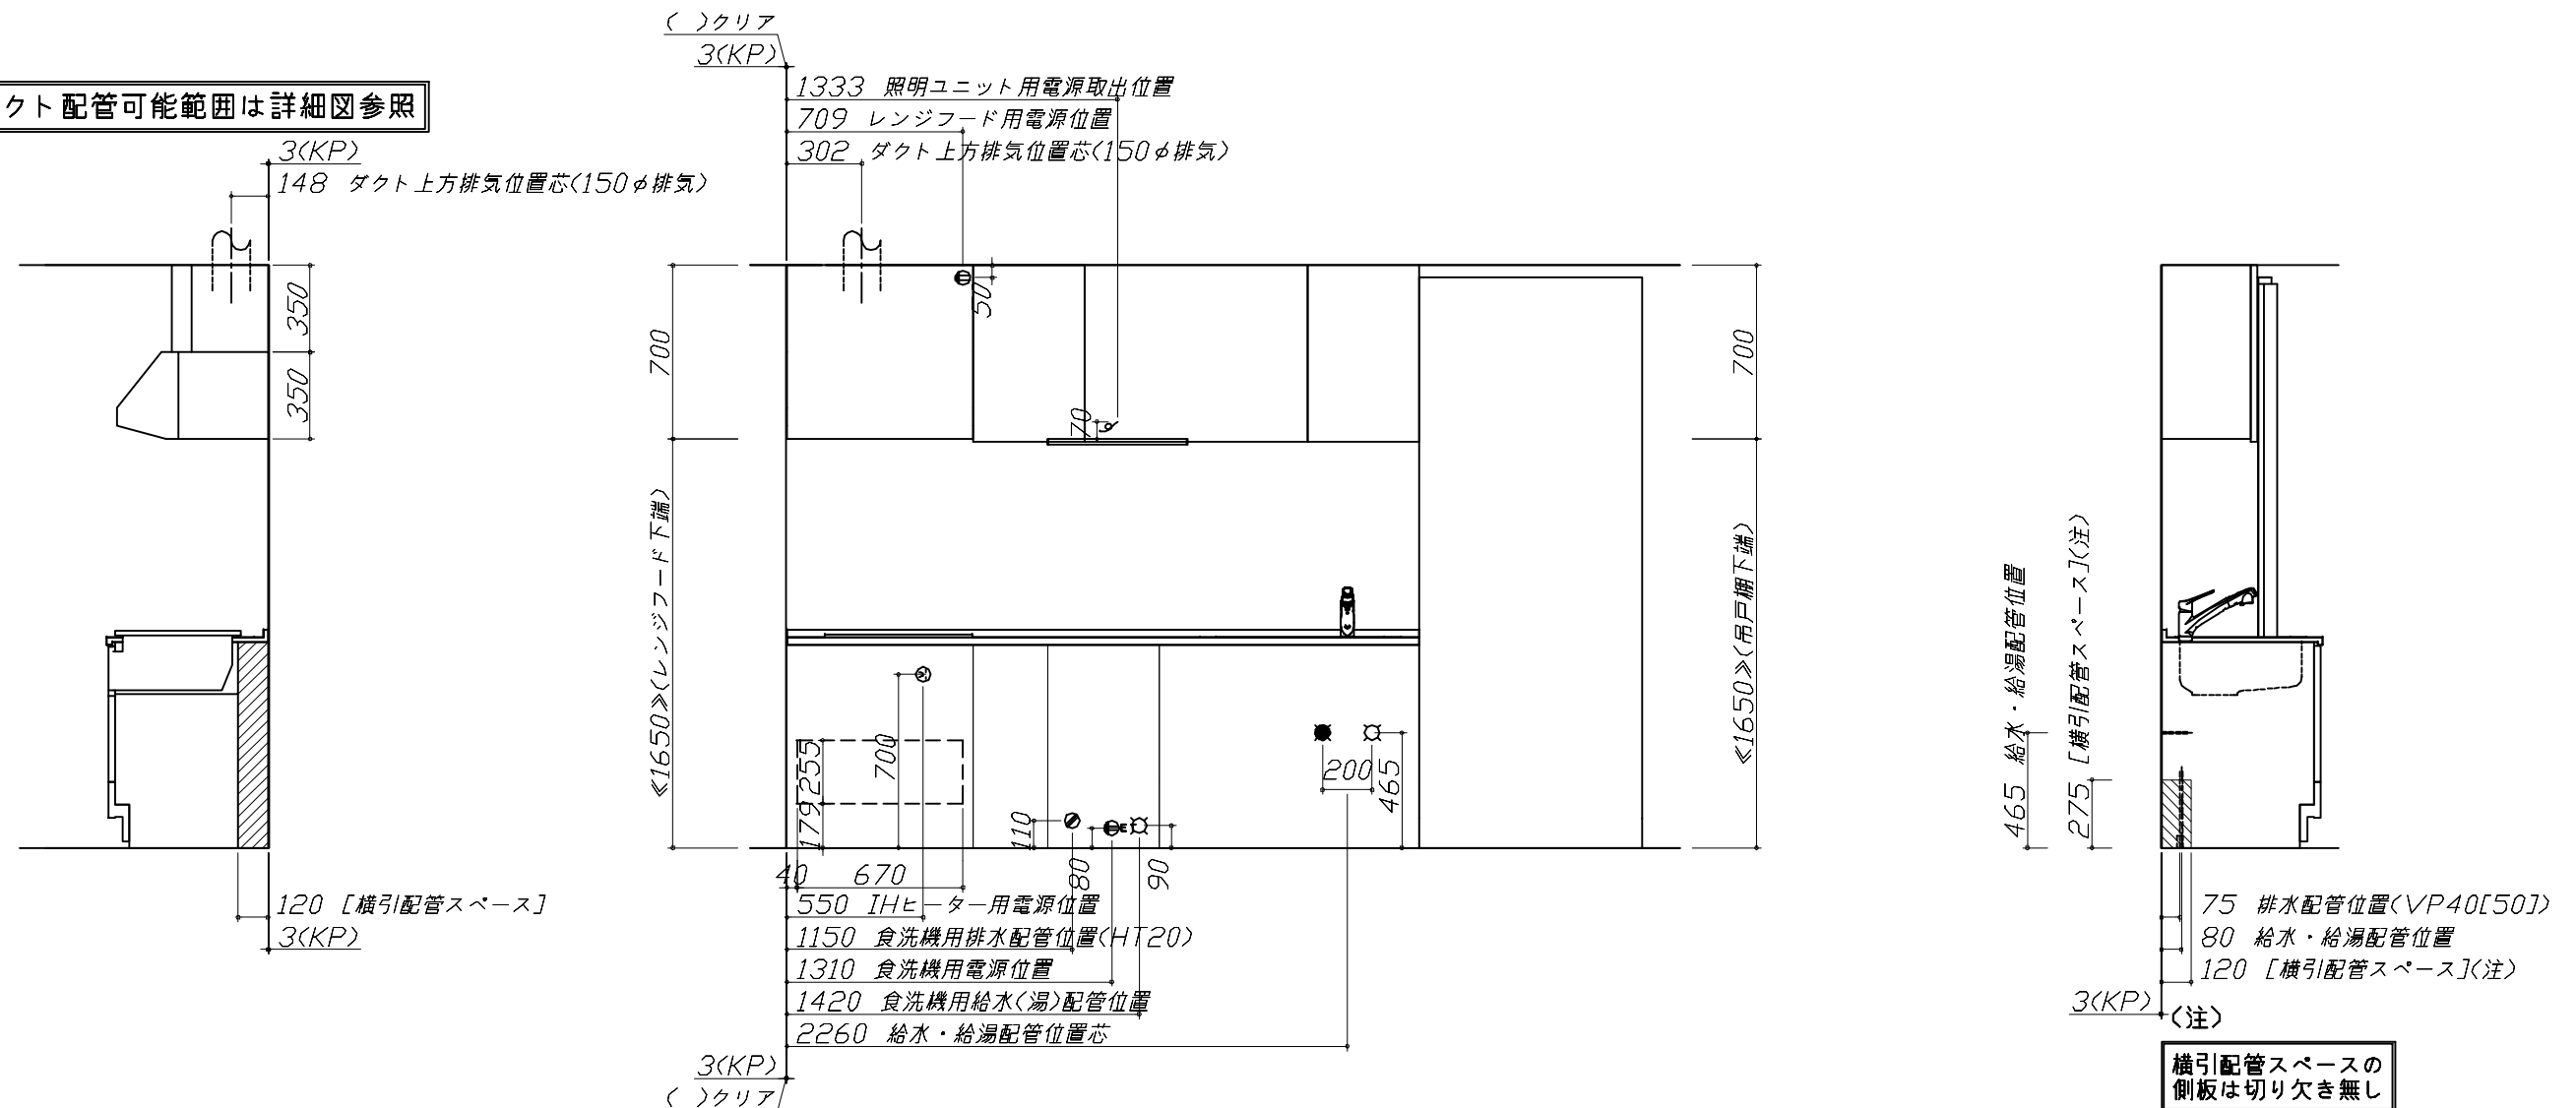 クト配管可能範囲は詳細図参照
3(KP)
148 ダクト上方排気位置芯(150φ排気)
350
350
120 [横引配管スペース]
3(KP)
( )クリア
3(KP)
1333 照明ユニット用電源取出位置
709 レンジフード用電源位置
302 ダクト上方排気位置芯(150φ排気)
50
700
70
≪1650≫(レンジフード下端)
700
255
179
110
80
90
200
465
40 670
550 IHヒーター用電源位置
1150 食洗機用排水配管位置(HT20)
1310 食洗機用電源位置
1420 食洗機用給水(湯)配管位置
2260 給水・給湯配管位置芯
3(KP)
( )クリア
700
≪1650≫(吊戸棚下端)
465 給水・給湯配管位置
275 [横引配管スペース](注)
75 排水配管位置(VP40[50])
80 給水・給湯配管位置
120 [横引配管スペース](注)
3(KP)
(注)
横引配管スペースの
側板は切り欠き無し